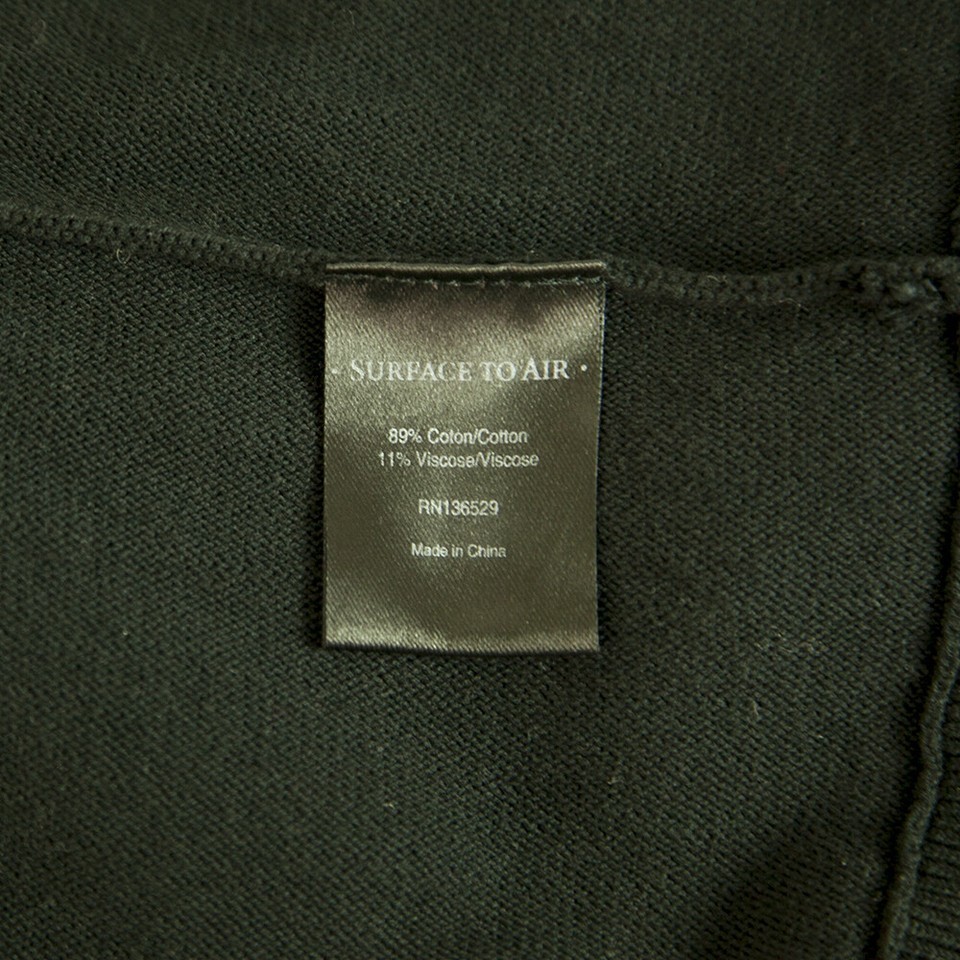 · SURFACE TO AIR ·
89% Coton/Cotton
11% Viscose/Viscose
RN136529
Made in China